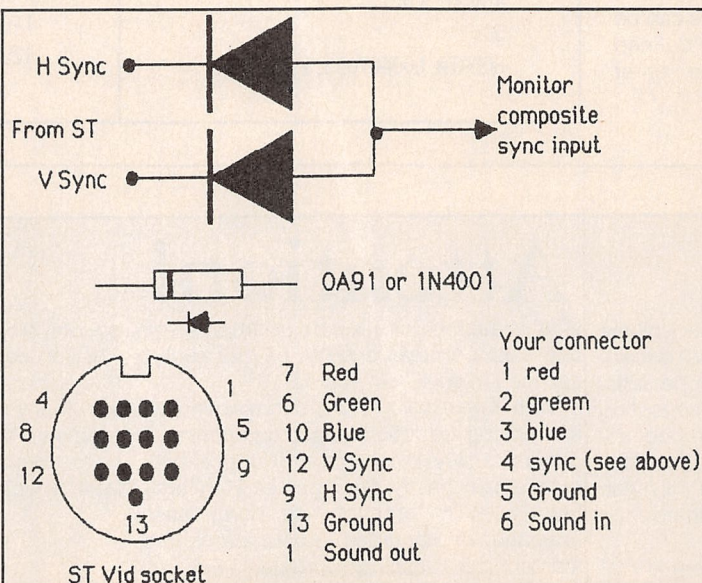 H Sync
From ST
V Sync
Monitor
composite
sync input
OA91 or 1N4001
4
8
12
1
5
9
13
ST Vid socket
7 Red
6 Green
10 Blue
12 V Sync
9 H Sync
13 Ground
1 Sound out
Your connector
1 red
2 greem
3 blue
4 sync (see above)
5 Ground
6 Sound in